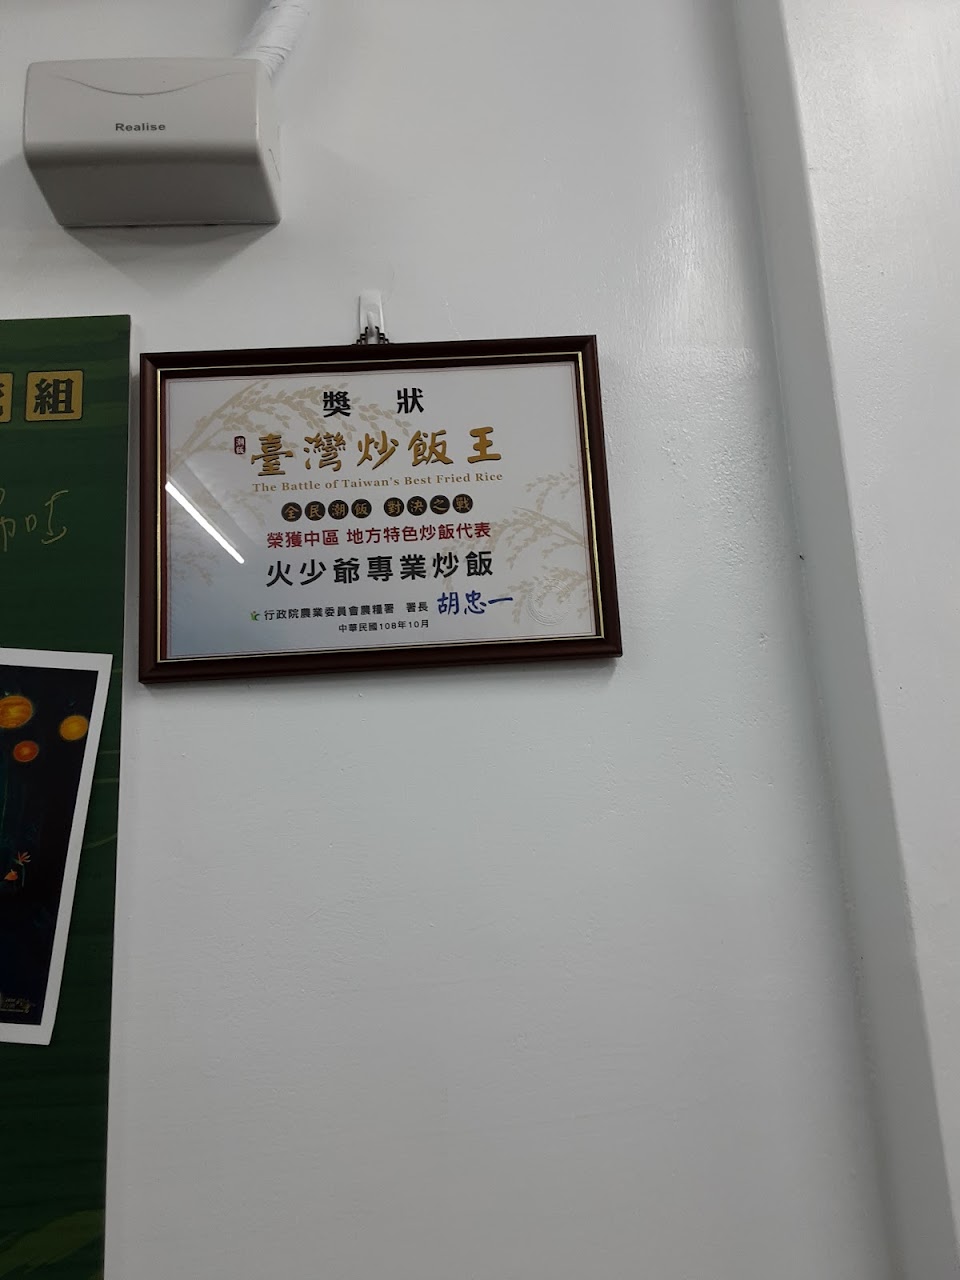 Realise
組
獎 狀
潮飯
臺灣炒飯王
The Battle of Taiwan's Best Fried Rice
全民潮飯 對決之戰
榮獲中區 地方特色炒飯代表
火少爺專業炒飯
行政院農業委員會農糧署 署長 胡忠一
中華民國108年10月